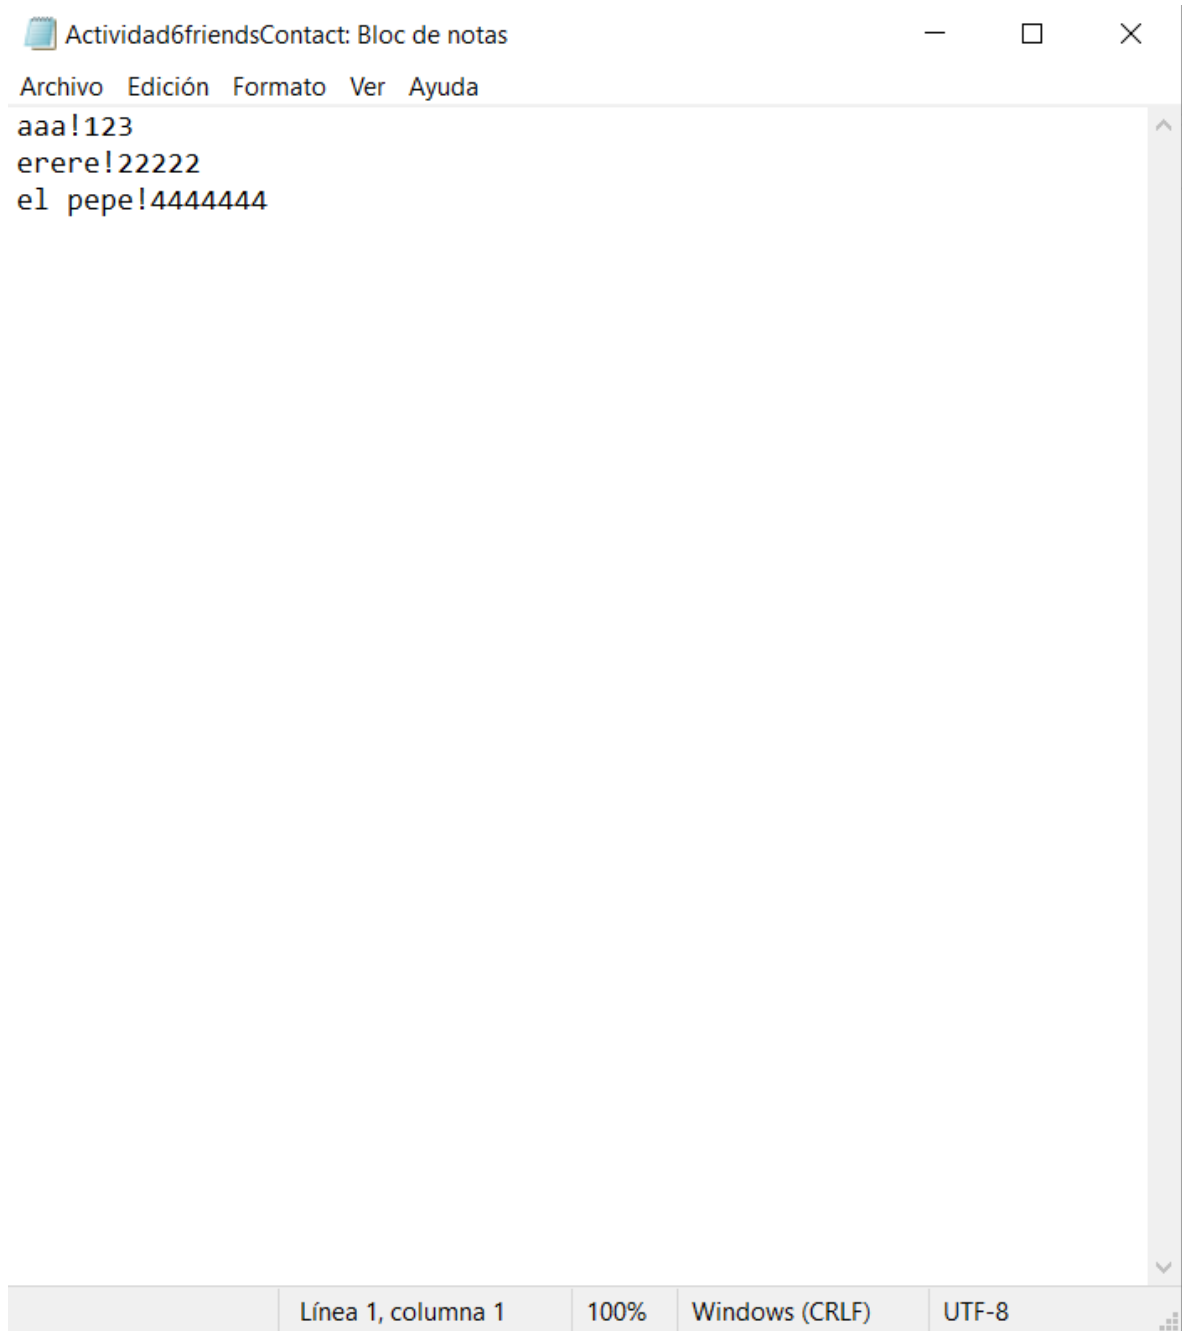 Actividad6friendsContact: Bloc de notas
Archivo Edición Formato Ver Ayuda
aaa!123
erere!22222
el pepe!4444444
Línea 1, columna 1 100% Windows (CRLF) UTF-8